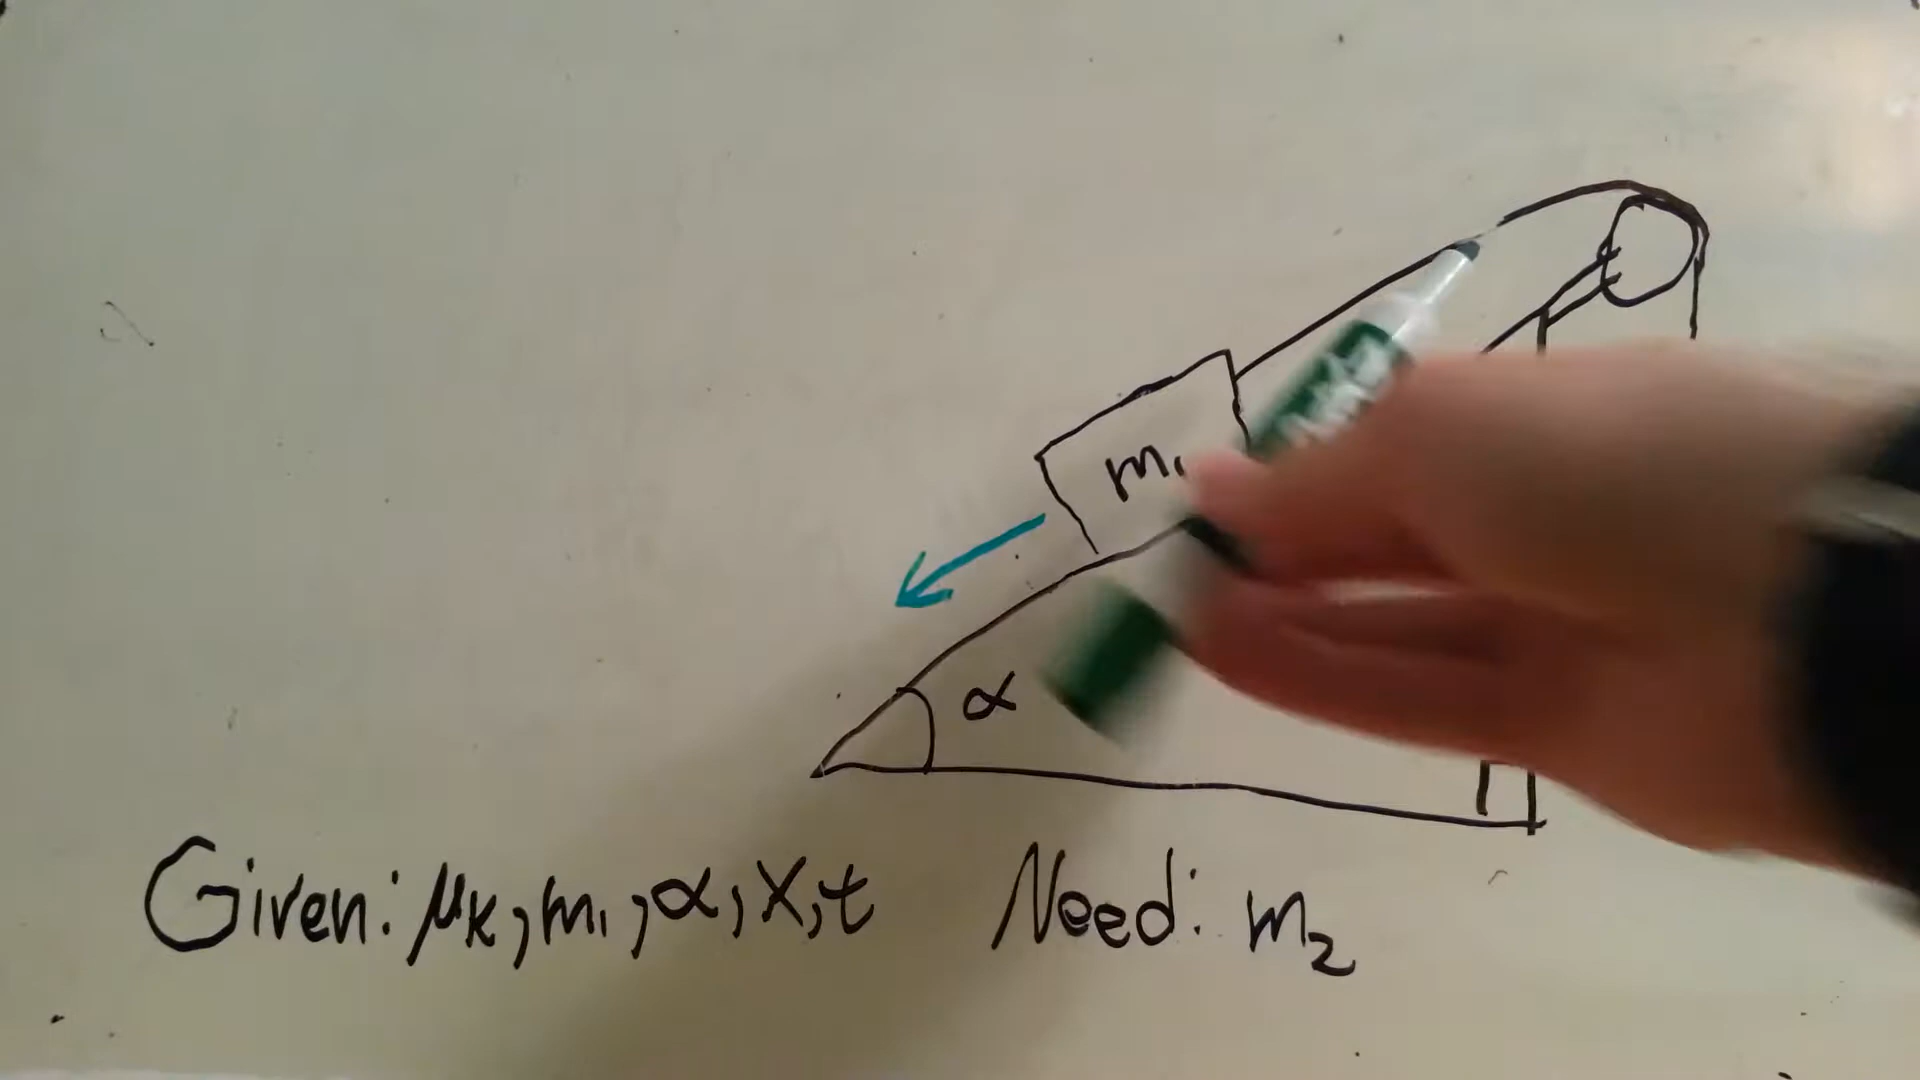 m₁
α
Given: μₖ, m₁, α, X, t Need: m₂